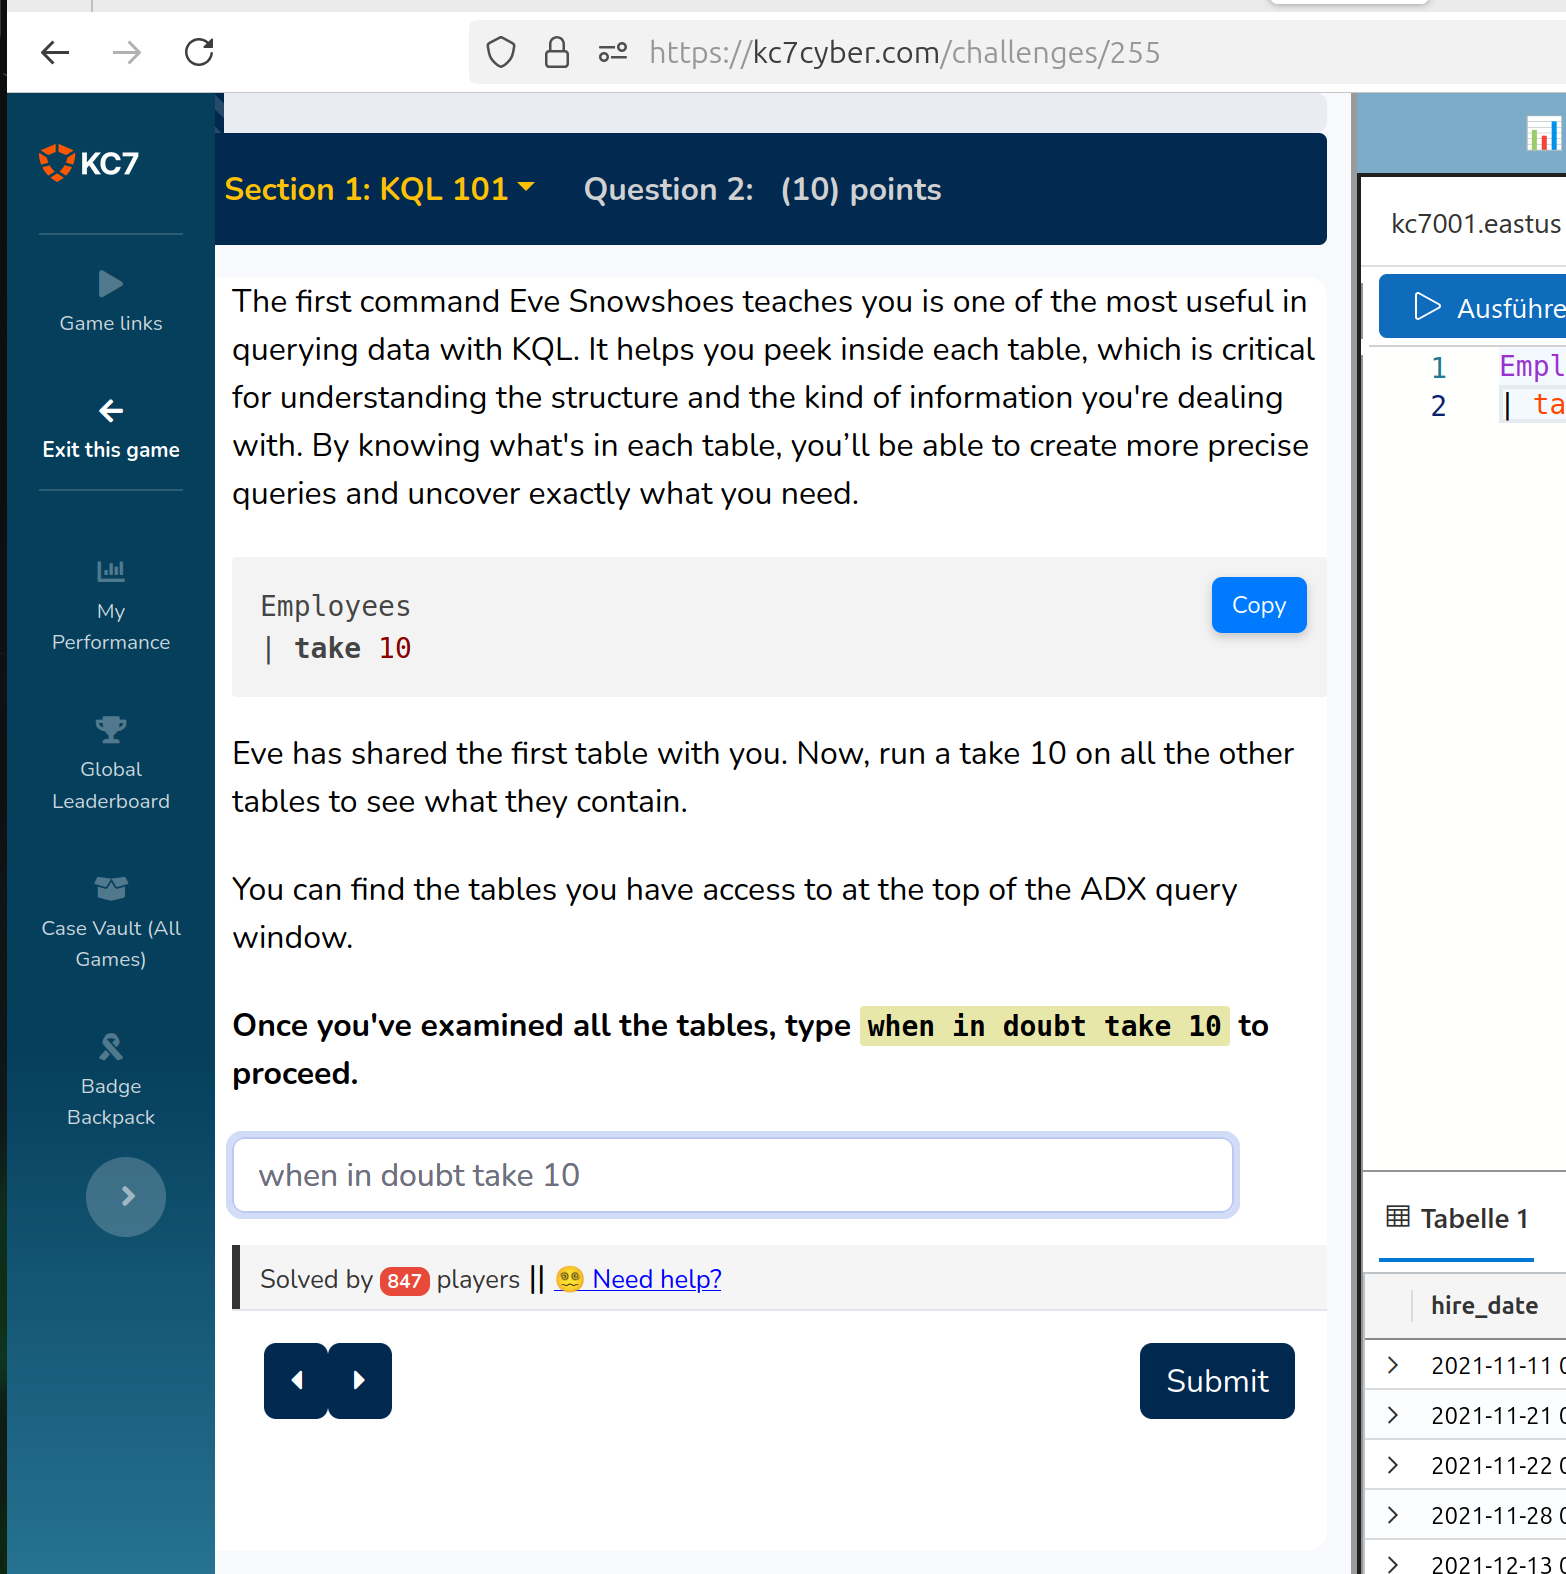 https://kc7cyber.com/challenges/255
KC7
Game links
Exit this game
My
Performance
Global
Leaderboard
Case Vault (All
Games)
Badge
Backpack
Section 1: KQL 101 Question 2: (10) points
The first command Eve Snowshoes teaches you is one of the most useful in
querying data with KQL. It helps you peek inside each table, which is critical
for understanding the structure and the kind of information you're dealing
with. By knowing what's in each table, you’ll be able to create more precise
queries and uncover exactly what you need.
Employees
| take 10
Copy
Eve has shared the first table with you. Now, run a take 10 on all the other
tables to see what they contain.
You can find the tables you have access to at the top of the ADX query
window.
Once you've examined all the tables, type when in doubt take 10 to
proceed.
when in doubt take 10
Solved by 847 players || Need help?
Submit
kc7001.eastus
Ausführe
1 Empl
2 | ta
Tabelle 1
hire_date
2021-11-11 0
2021-11-21 0
2021-11-22 0
2021-11-28 0
2021-12-13 0